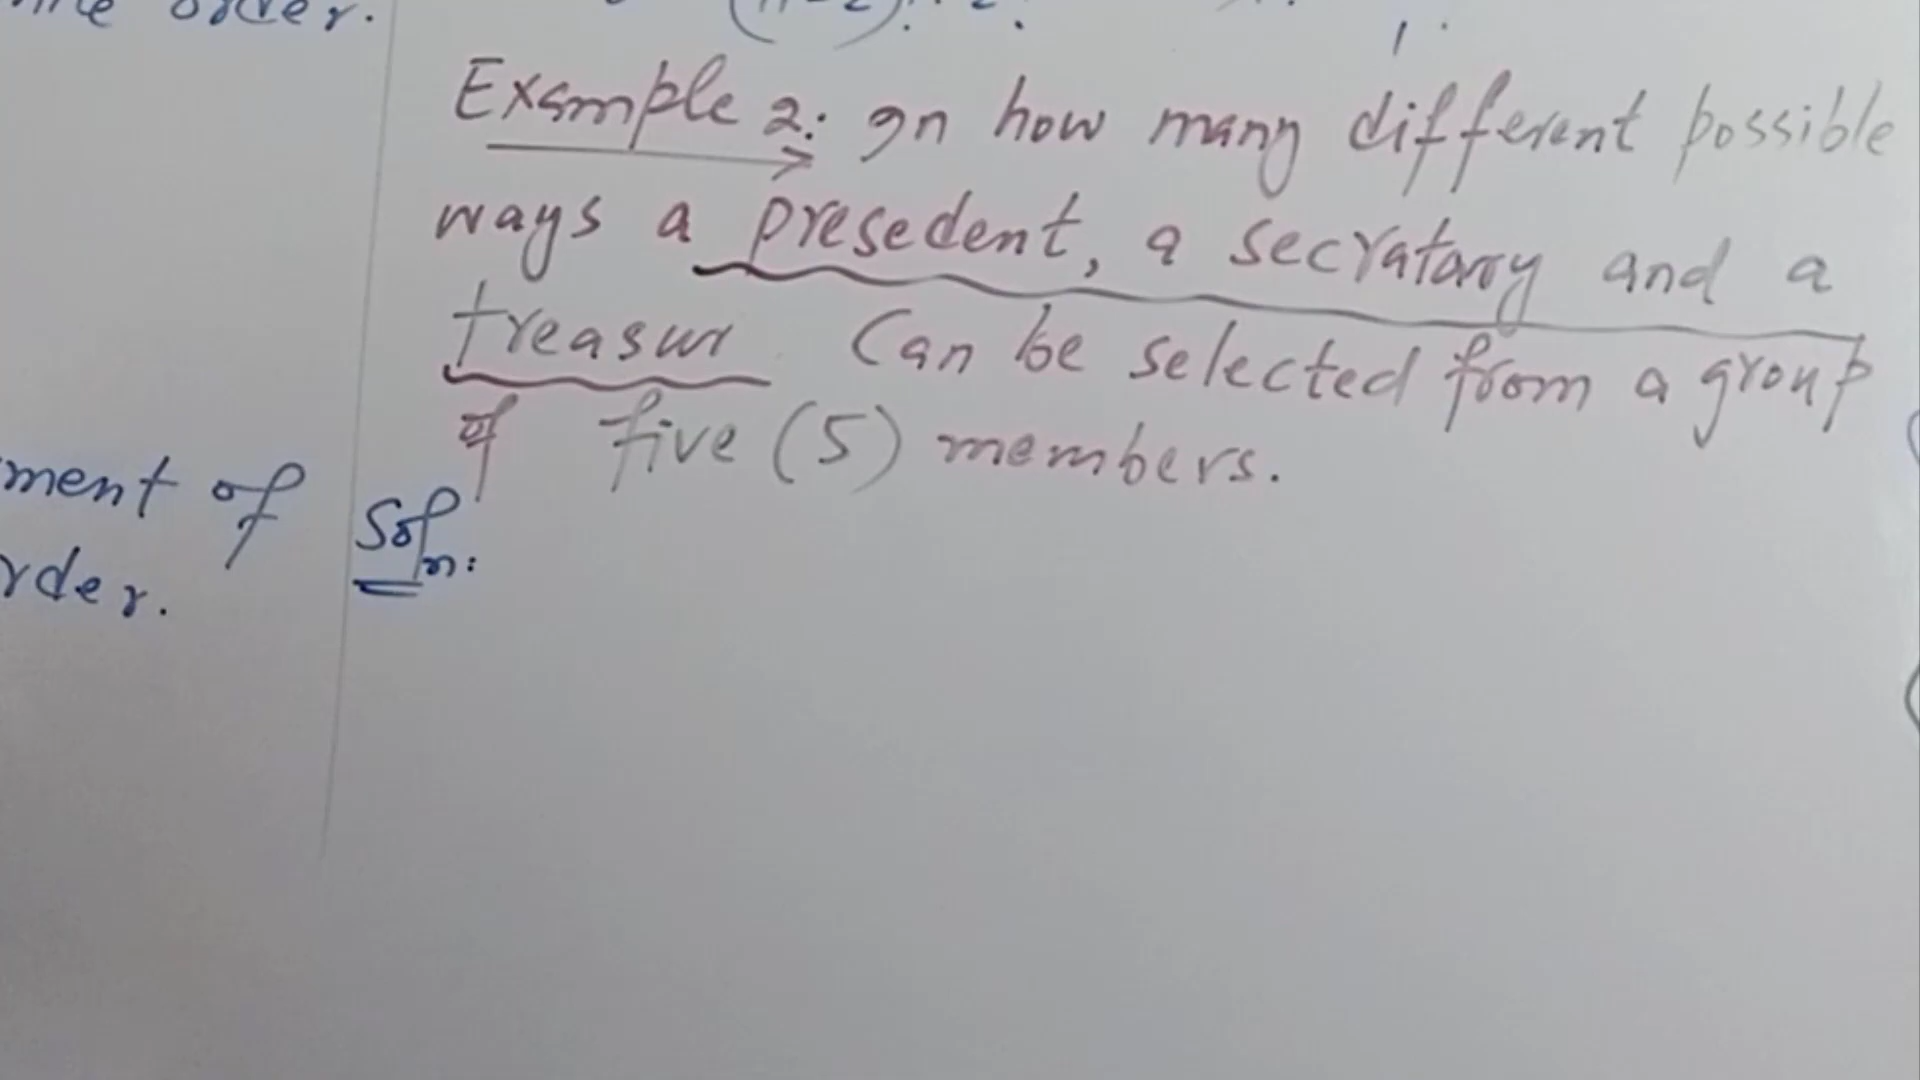 order.
Example 2: In how many different possible
ways a presedent, a secratary and a
treasur Can be selected from a group
of five (5) members.
ment of
rder.
Soln: